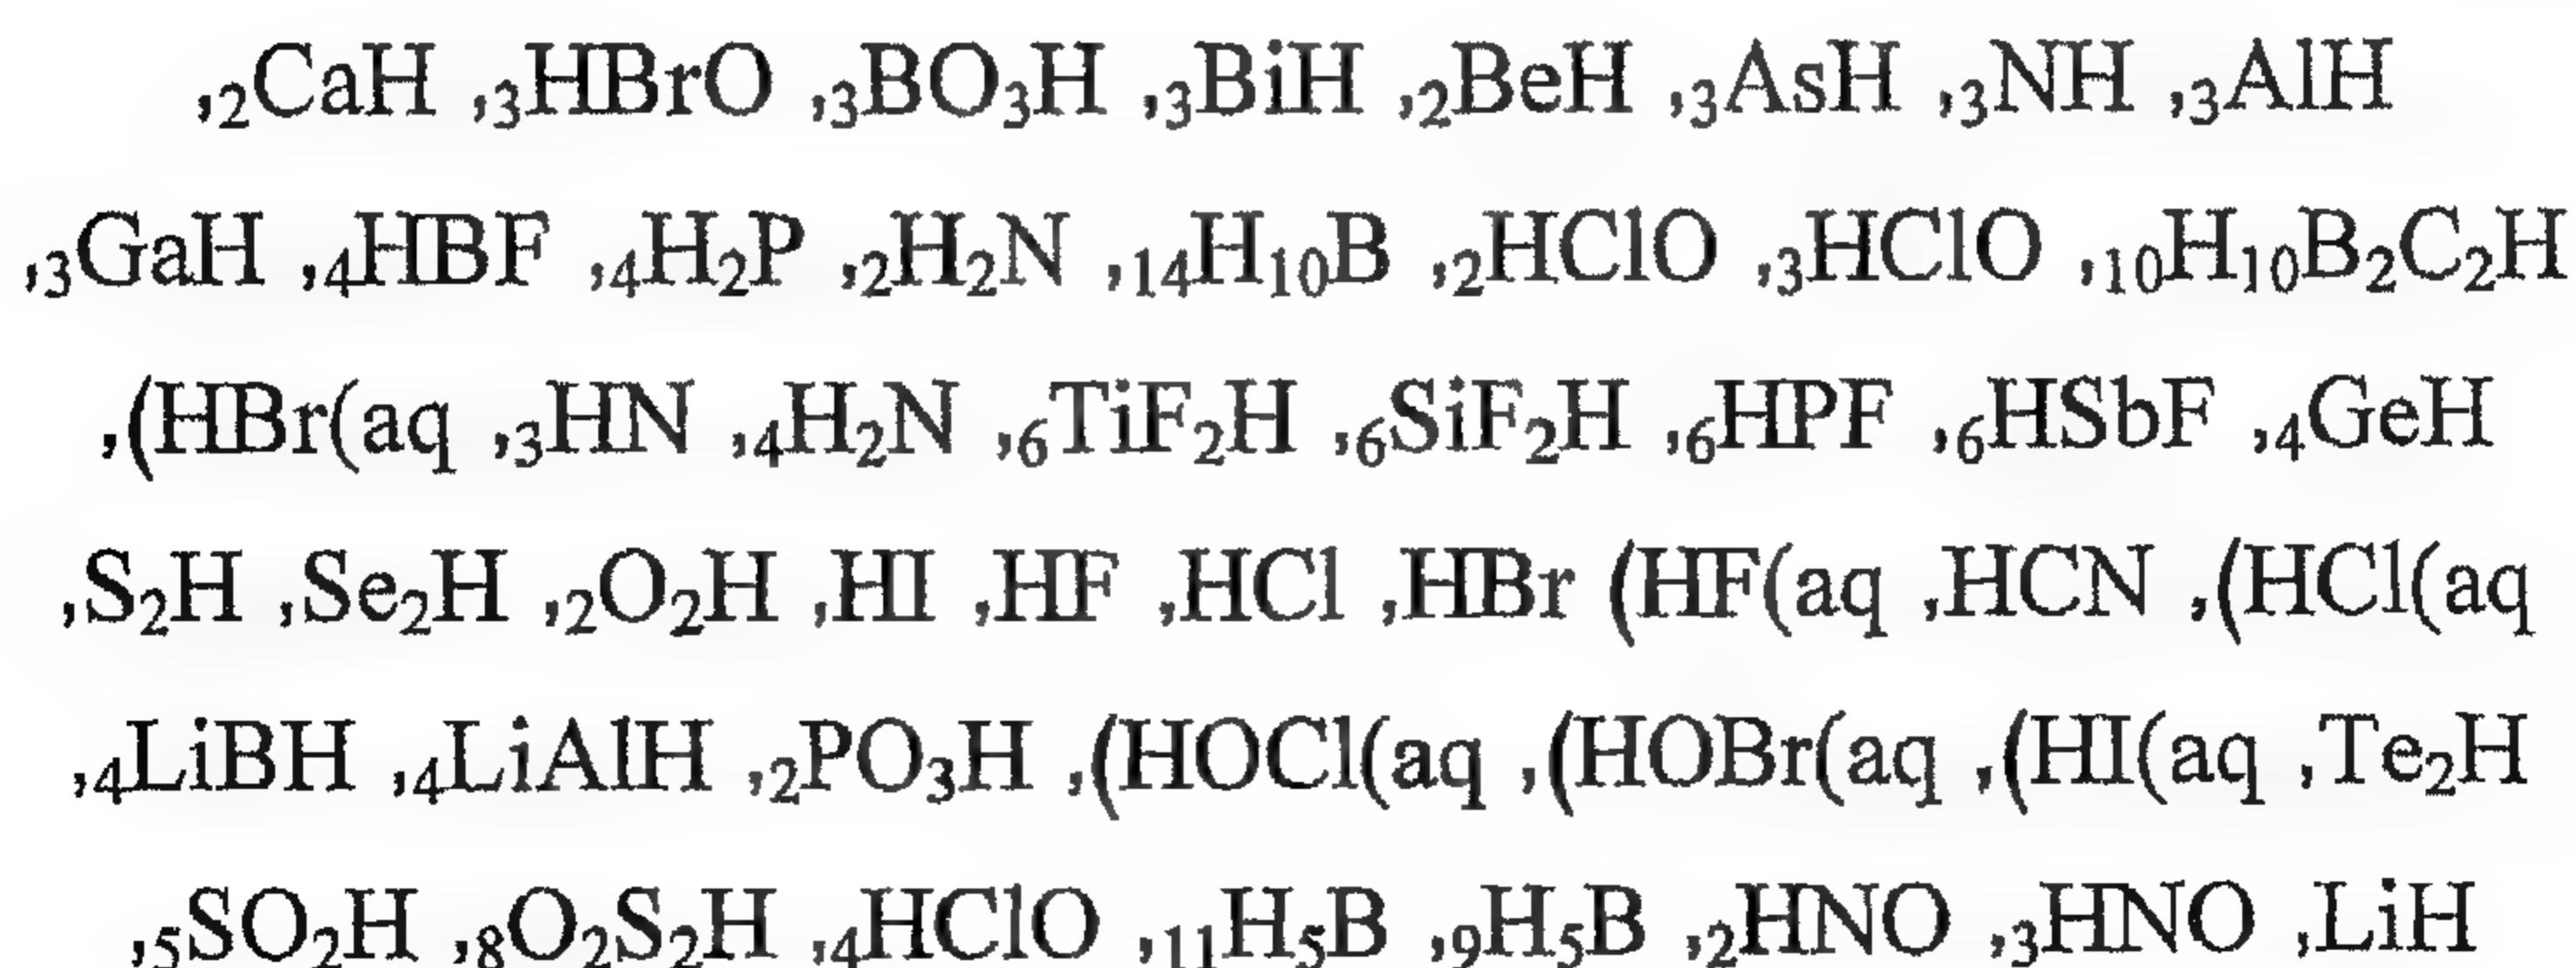 ,₂CaH ,₃HBrO ,₃BO₃H ,₃BiH ,₂BeH ,₃AsH ,₃NH ,₃AlH
,₃GaH ,₄HBF ,₄H₂P ,₂H₂N ,₁₄H₁₀B ,₂HClO ,₃HClO ,₁₀H₁₀B₂C₂H
,(HBr(aq ,₃HN ,₄H₂N ,₆TiF₂H ,₆SiF₂H ,₆HPF ,₆HSbF ,₄GeH
,S₂H ,Se₂H ,₂O₂H ,HI ,HF ,HCl ,HBr (HF(aq ,HCN ,(HCl(aq
,₄LiBH ,₄LiAlH ,₂PO₃H ,(HOCl(aq ,(HOBr(aq ,(HI(aq ,Te₂H
,₅SO₂H ,₈O₂S₂H ,₄HClO ,₁₁H₅B ,₉H₅B ,₂HNO ,₃HNO ,LiH